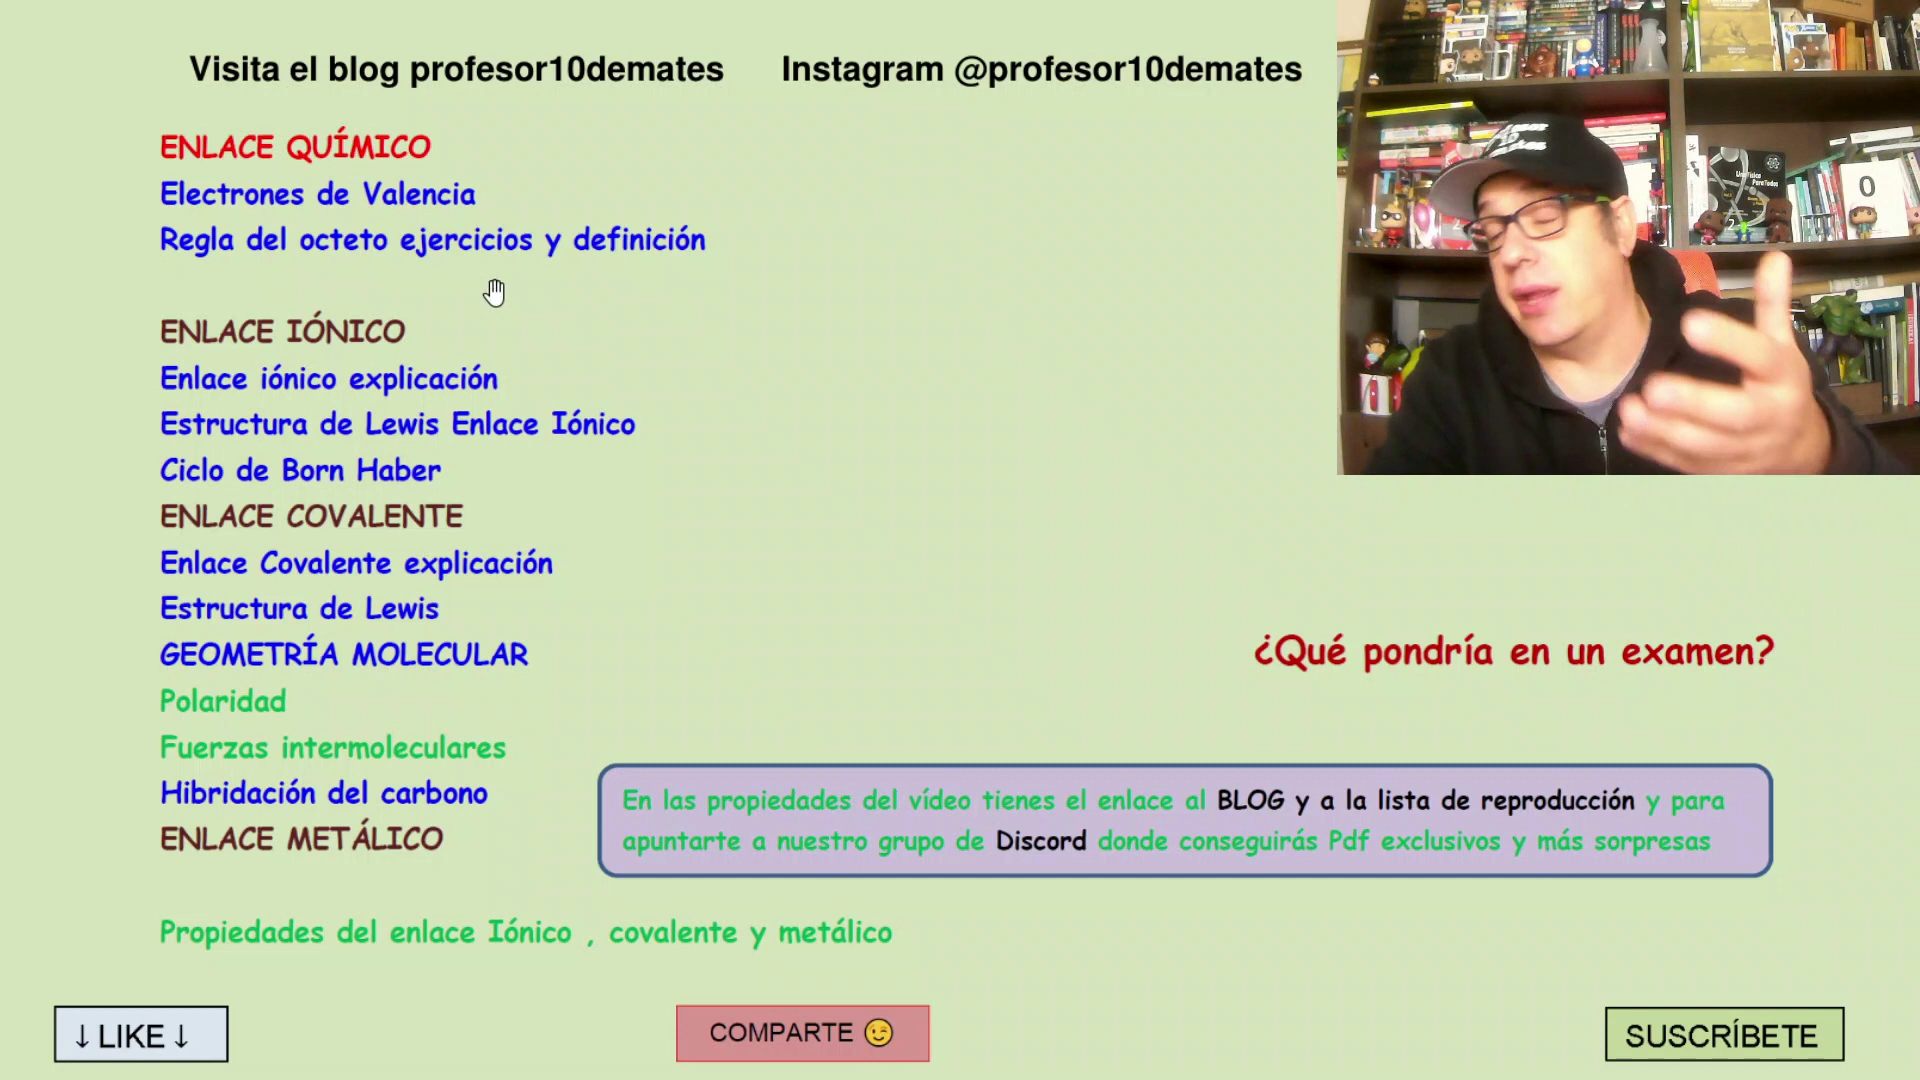 Visita el blog profesor10demates
Instagram @profesor10demates
ENLACE QUÍMICO
Electrones de Valencia
Regla del octeto ejercicios y definición
ENLACE IÓNICO
Enlace iónico explicación
Estructura de Lewis Enlace Iónico
Ciclo de Born Haber
ENLACE COVALENTE
Enlace Covalente explicación
Estructura de Lewis
GEOMETRÍA MOLECULAR
Polaridad
Fuerzas intermoleculares
Hibridación del carbono
ENLACE METÁLICO
Propiedades del enlace Iónico , covalente y metálico
¿Qué pondría en un examen?
En las propiedades del vídeo tienes el enlace al BLOG y a la lista de reproducción y para
apuntarte a nuestro grupo de Discord donde conseguirás Pdf exclusivos y más sorpresas
↓LIKE↓
COMPARTE 😉
SUSCRÍBETE
0